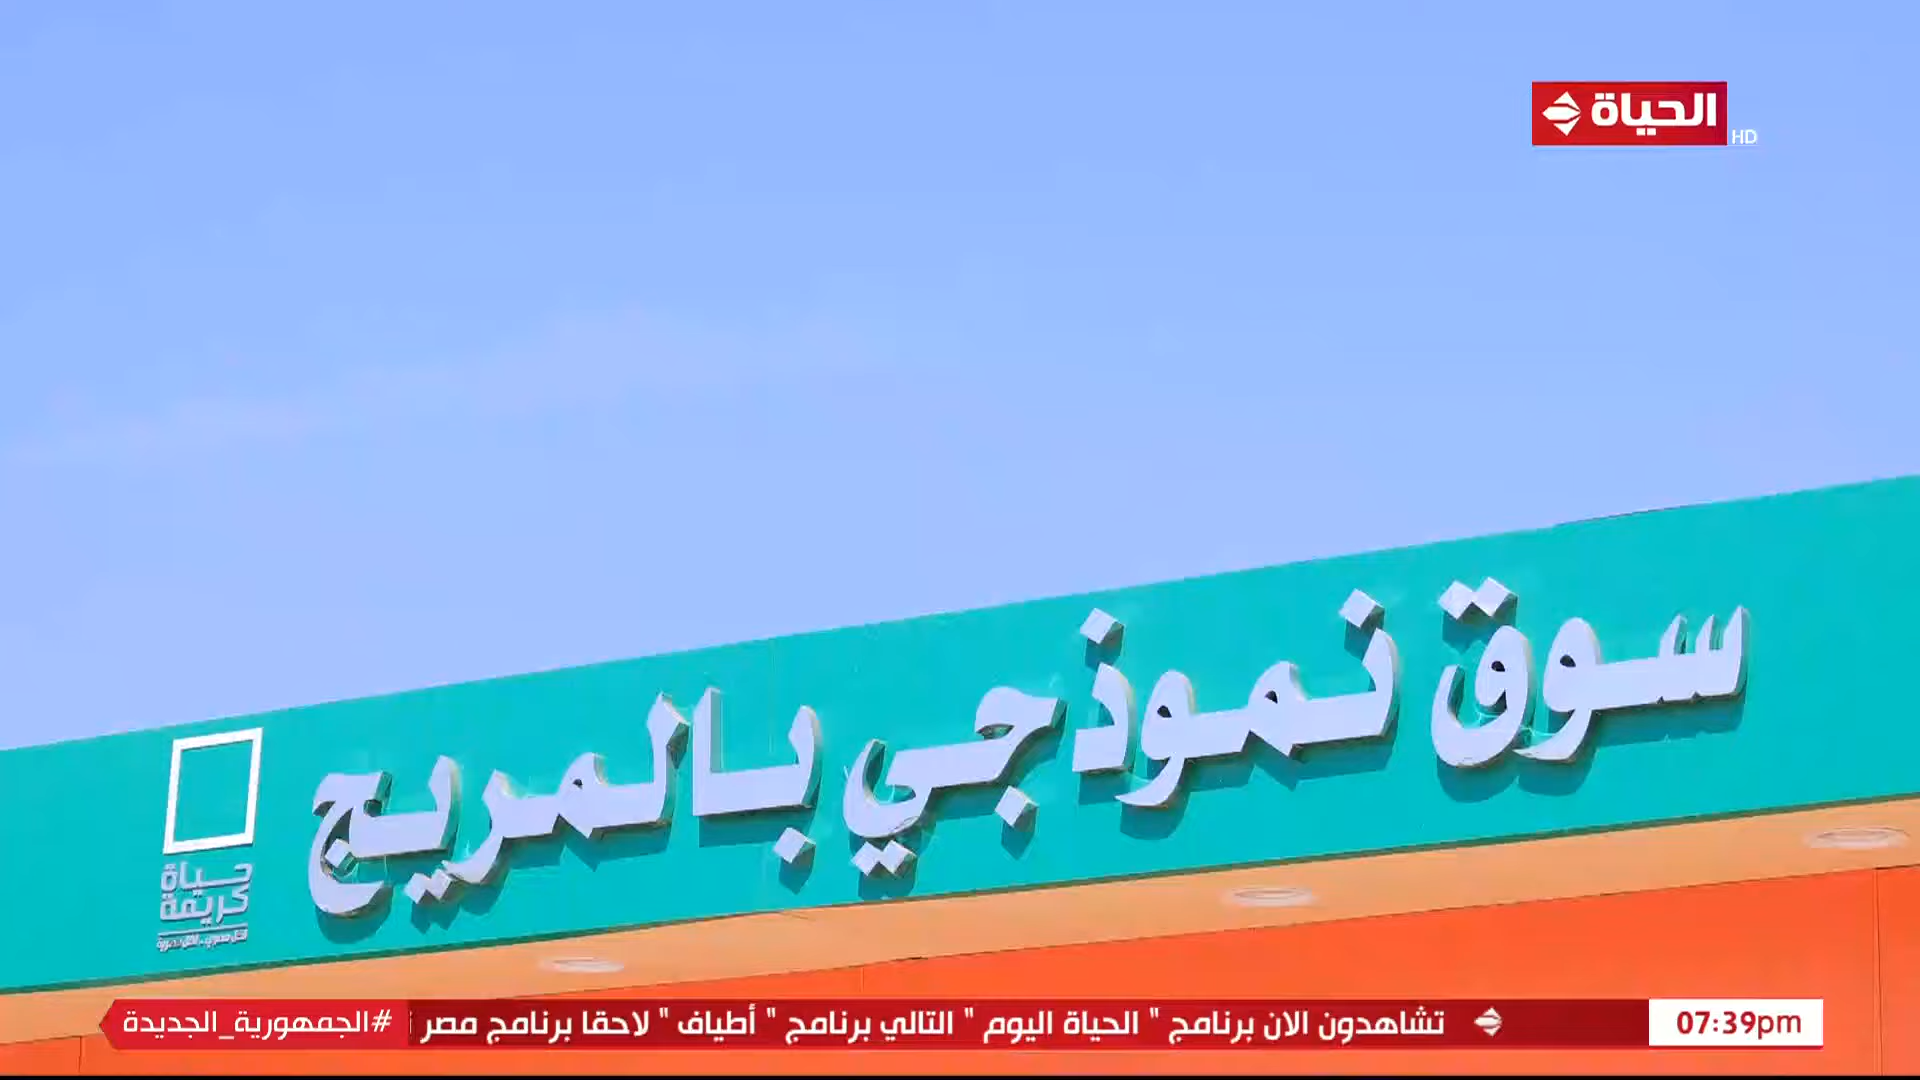 الحياة
HD
سوق نموذجي بالمريج
حياة
كريمة
07:39pm
تشاهدون الان برنامج " الحياة اليوم " التالي برنامج " أطياف " لاحقا برنامج مصر
#الجمهورية_الجديدة